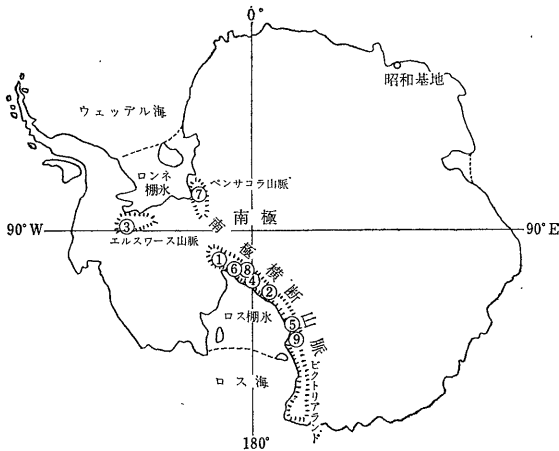 0°
昭和基地
ウェッデル海
ロンネ
棚氷
⑦
ペンサコラ山脈
90°W
③
エルスワース山脈
南極
90°E
南極横断山脈
①
⑥
⑧
④
②
⑤
⑨
ロス棚氷
ロス海
ビクトリアランド
180°